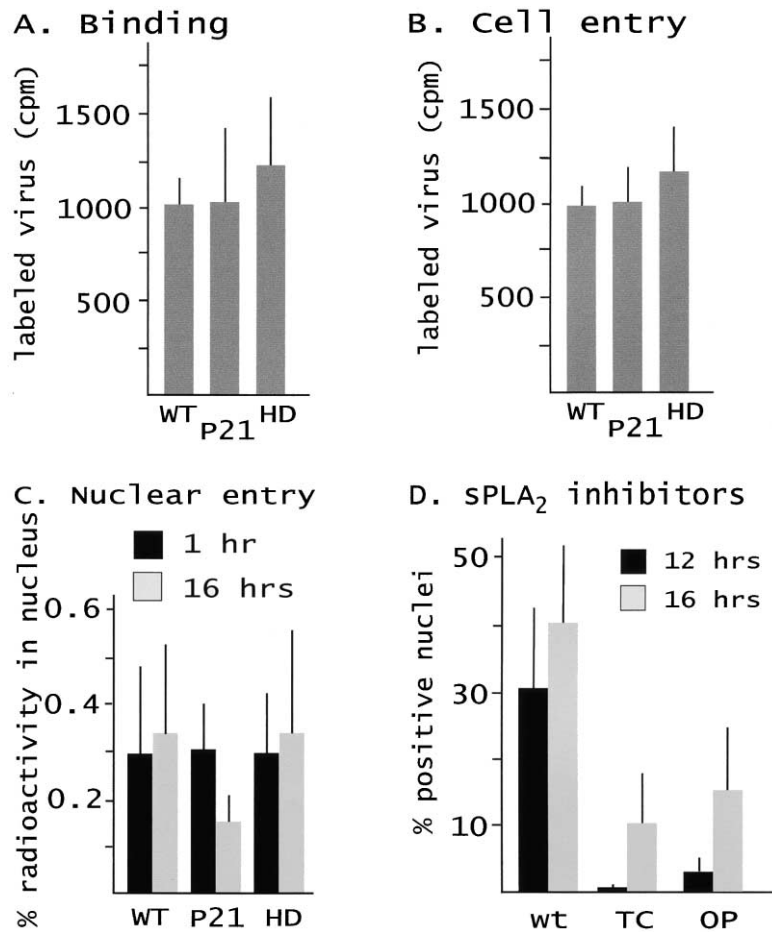 A. Binding
labeled virus (cpm)
1500
1000
500
WT P21 HD
B. Cell entry
labeled virus (cpm)
1500
1000
500
WT P21 HD
C. Nuclear entry
% radioactivity in nucleus
1 hr
16 hrs
0.6
0.4
0.2
WT P21 HD
D. sPLA₂ inhibitors
% positive nuclei
12 hrs
16 hrs
50
30
10
wt TC OP